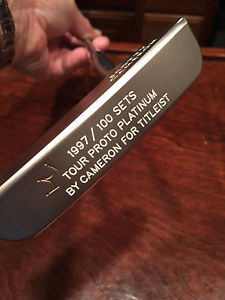 1997 / 100 SETS
TOUR PROTO PLATINUM
BY CAMERON FOR TITLEIST